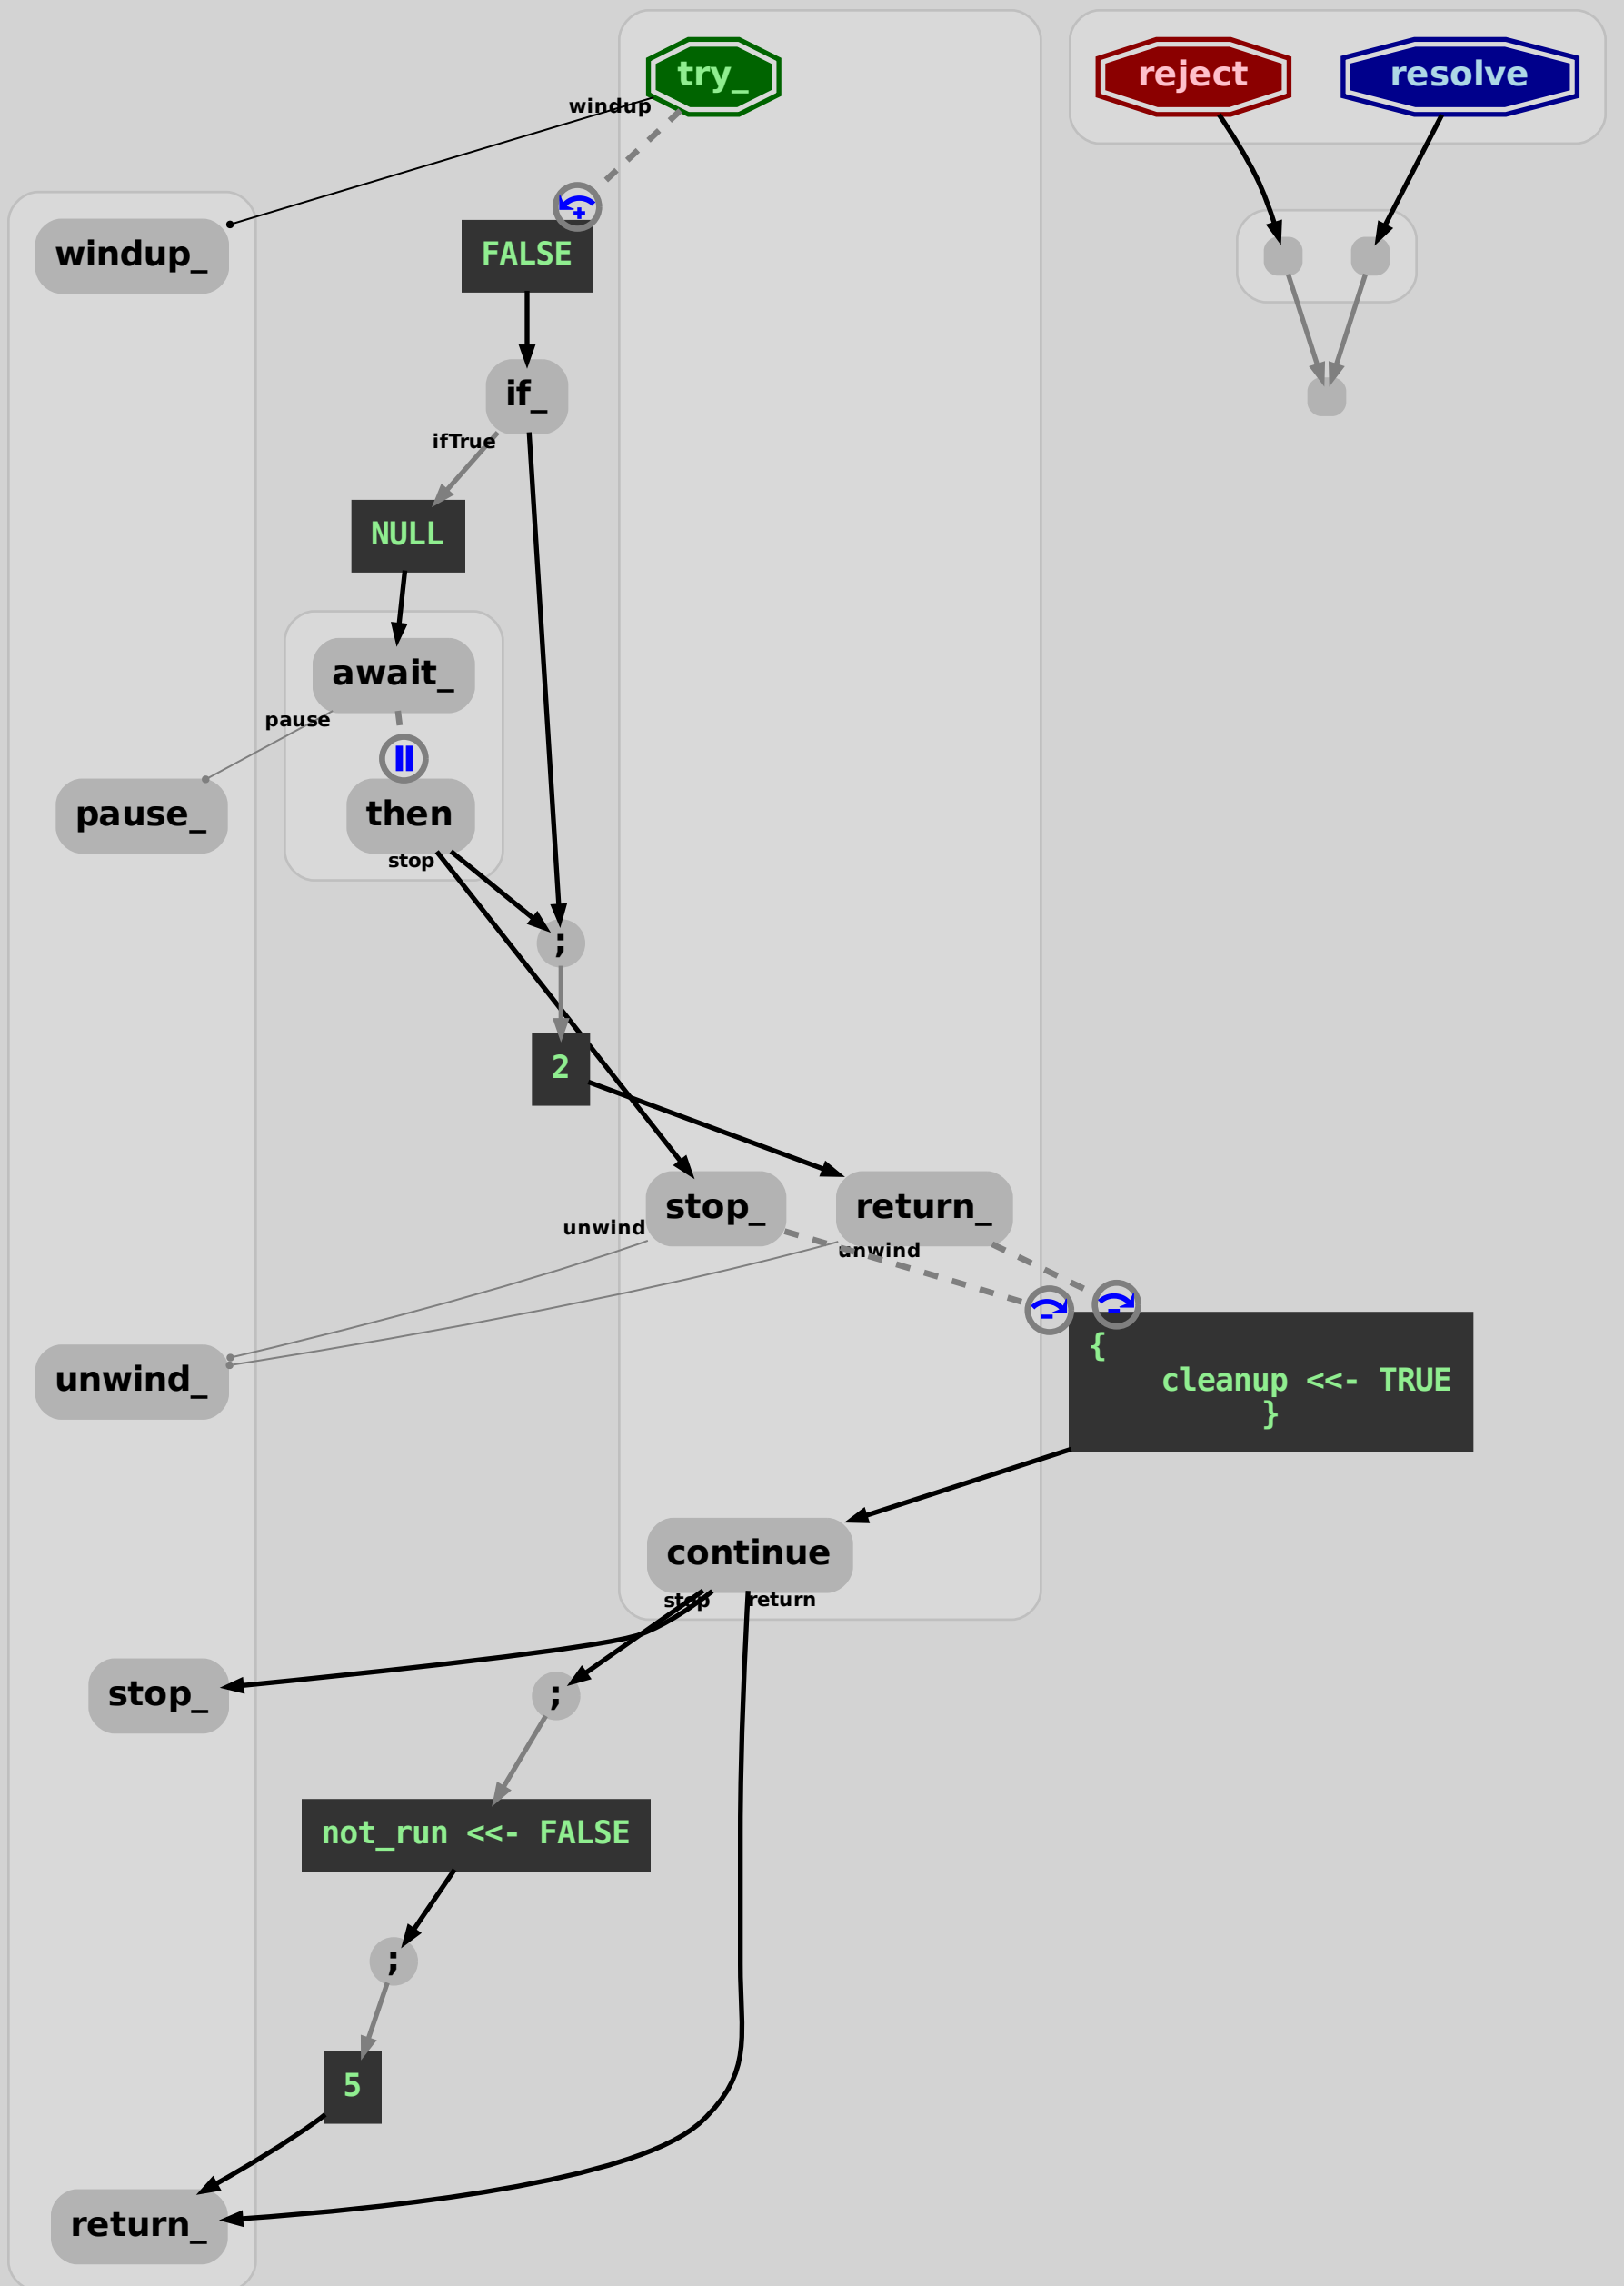 try_
reject
resolve
windup
windup_
FALSE
if_
ifTrue
NULL
await_
pause
pause_
then
stop
;
2
stop_
return_
unwind
unwind
{
cleanup <<- TRUE
}
unwind_
continue
stop
return
stop_
;
not_run <<- FALSE
;
5
return_